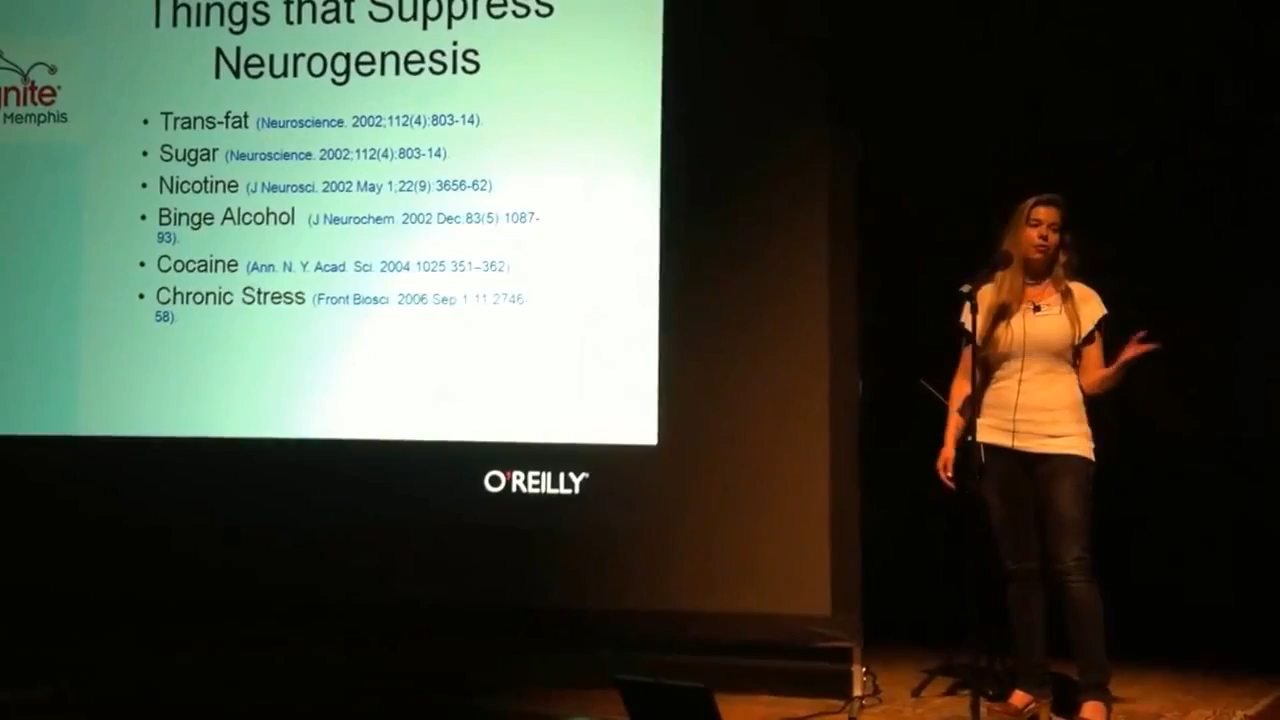 Things that Suppress
Neurogenesis
gnite
Memphis
• Trans-fat (Neuroscience. 2002;112(4):803-14).
• Sugar (Neuroscience. 2002;112(4):803-14).
• Nicotine (J Neurosci. 2002 May 1;22(9):3656-62)
• Binge Alcohol (J Neurochem. 2002 Dec;83(5):1087-
93).
• Cocaine (Ann. N. Y. Acad. Sci. 2004 1025 351–362)
• Chronic Stress (Front Biosci. 2006 Sep 1 11 2746
58).
O'REILLY